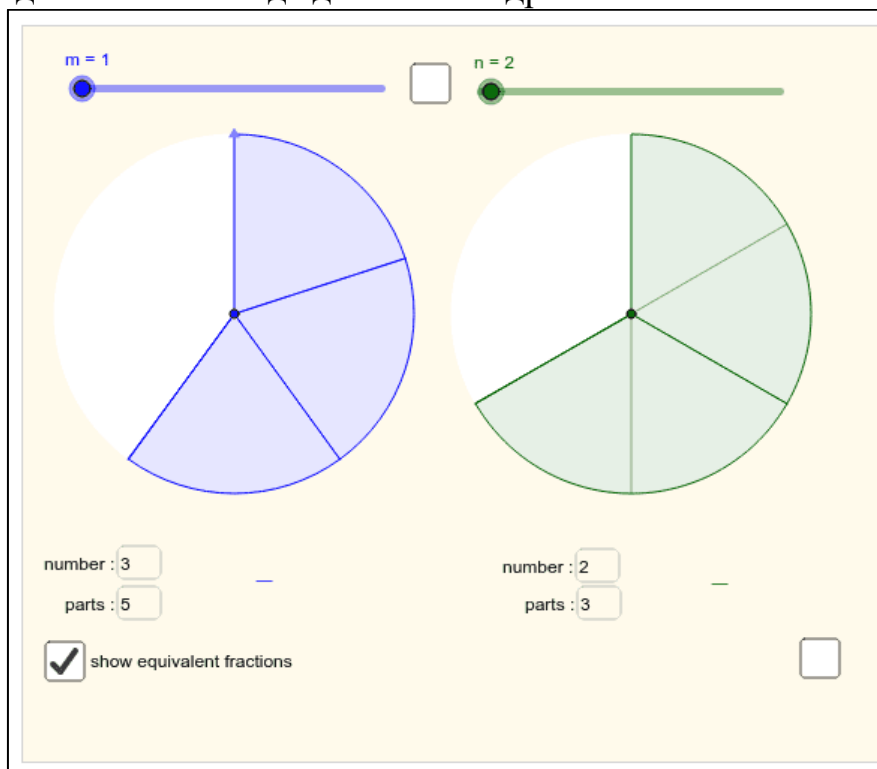 m = 1
n = 2
number : 3
parts : 5
number : 2
parts : 3
show equivalent fractions